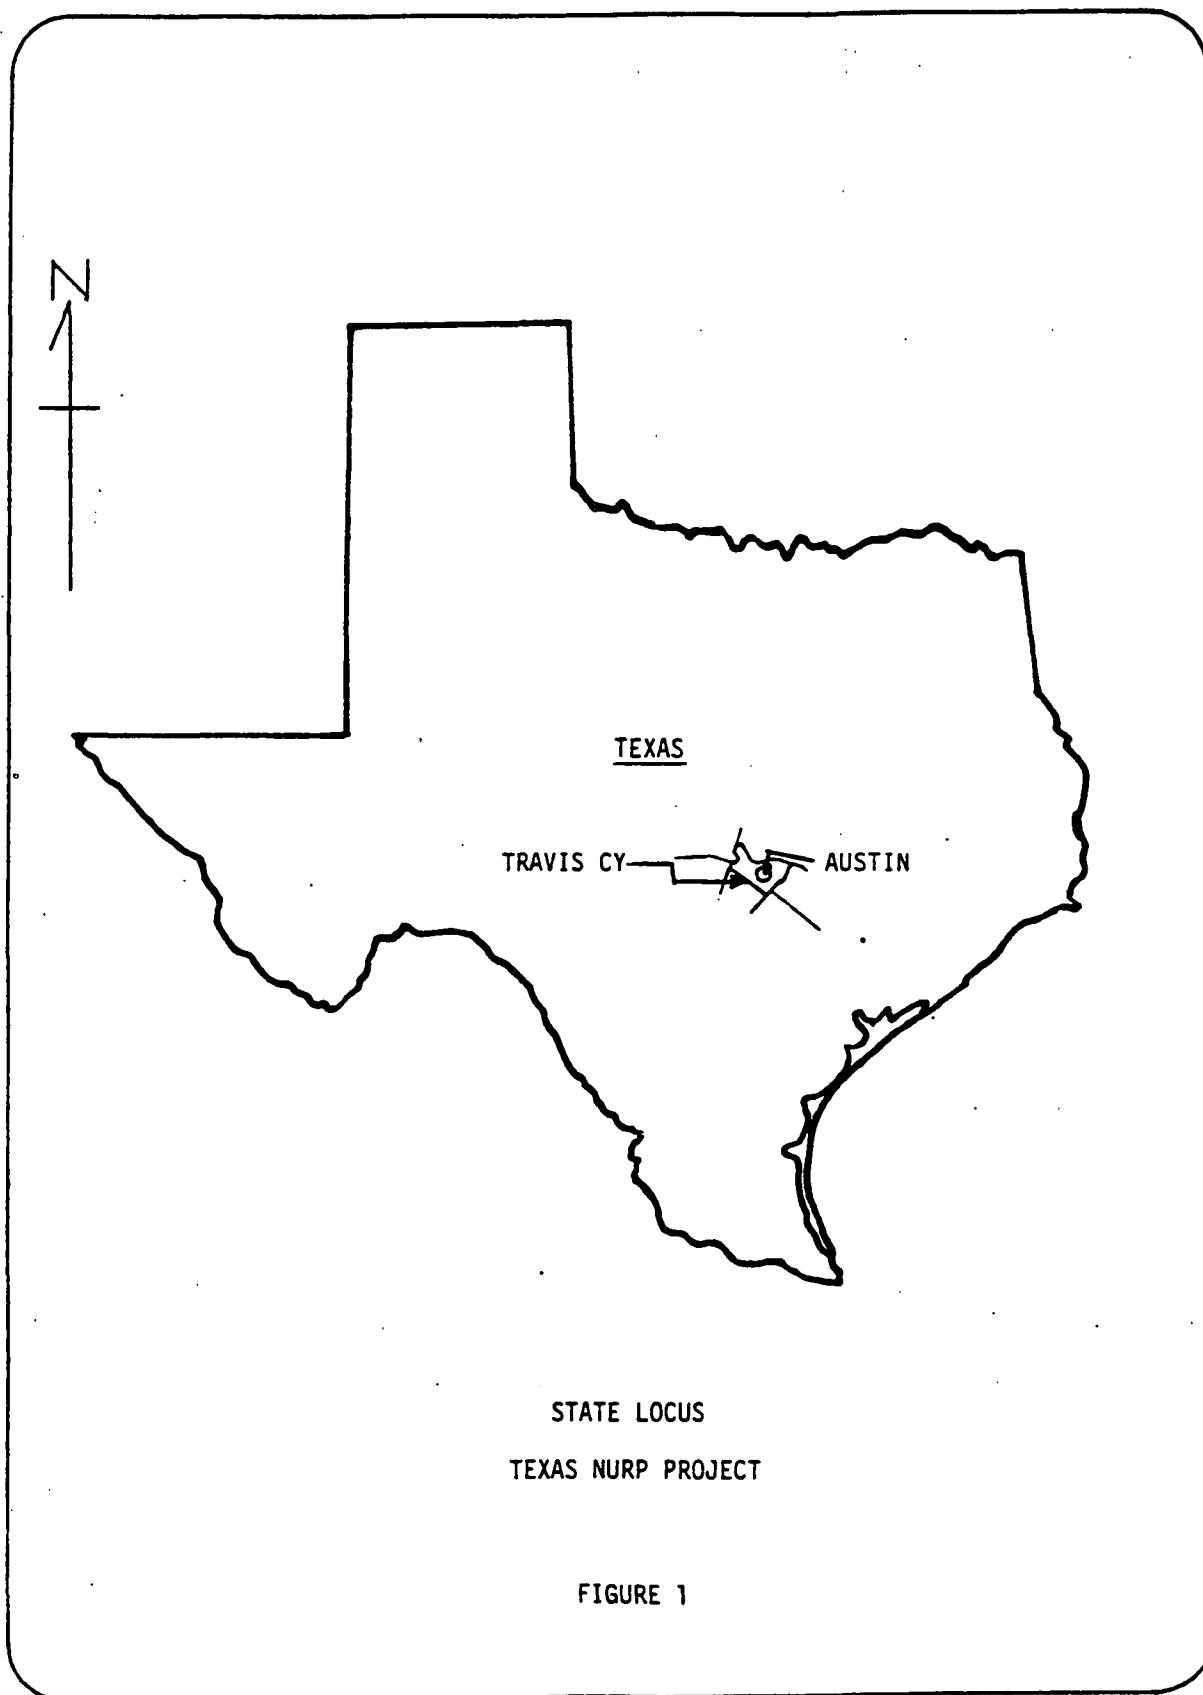 N
TEXAS
TRAVIS CY
AUSTIN
STATE LOCUS
TEXAS NURP PROJECT
FIGURE 1